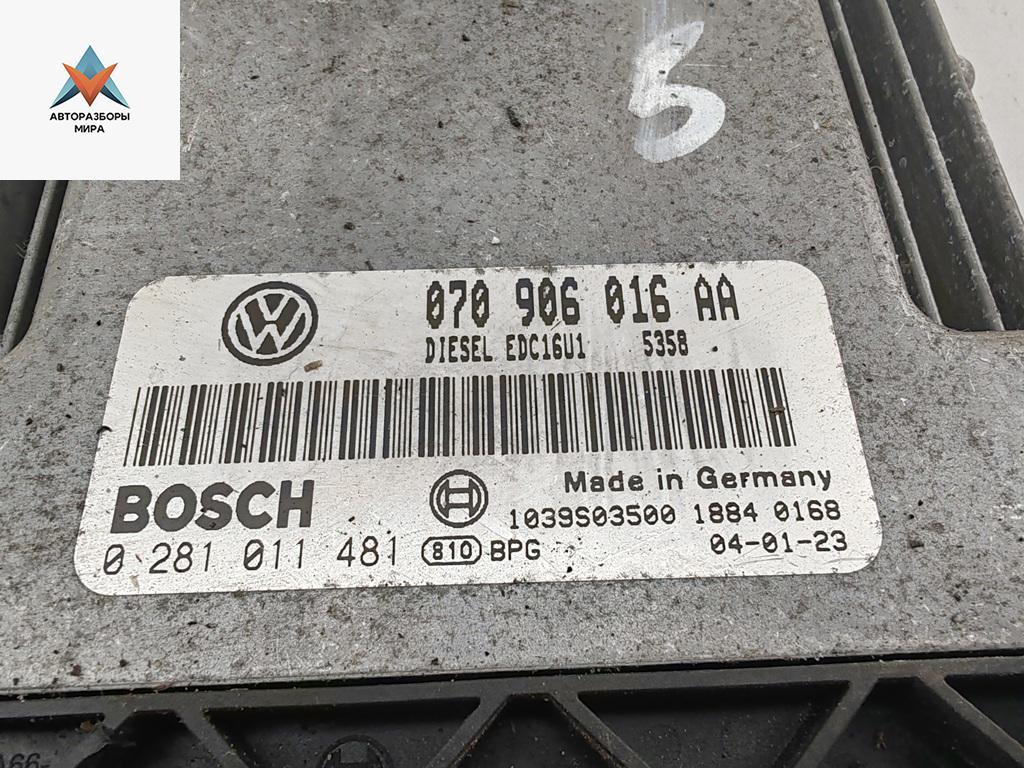 АВТОРАЗБОРЫ
МИРА
5
070 906 016 AA
DIESEL EDC16U1 5358
Made in Germany
BOSCH
1039S03500 1884 0168
0 281 011 481 810 BPG 04-01-23